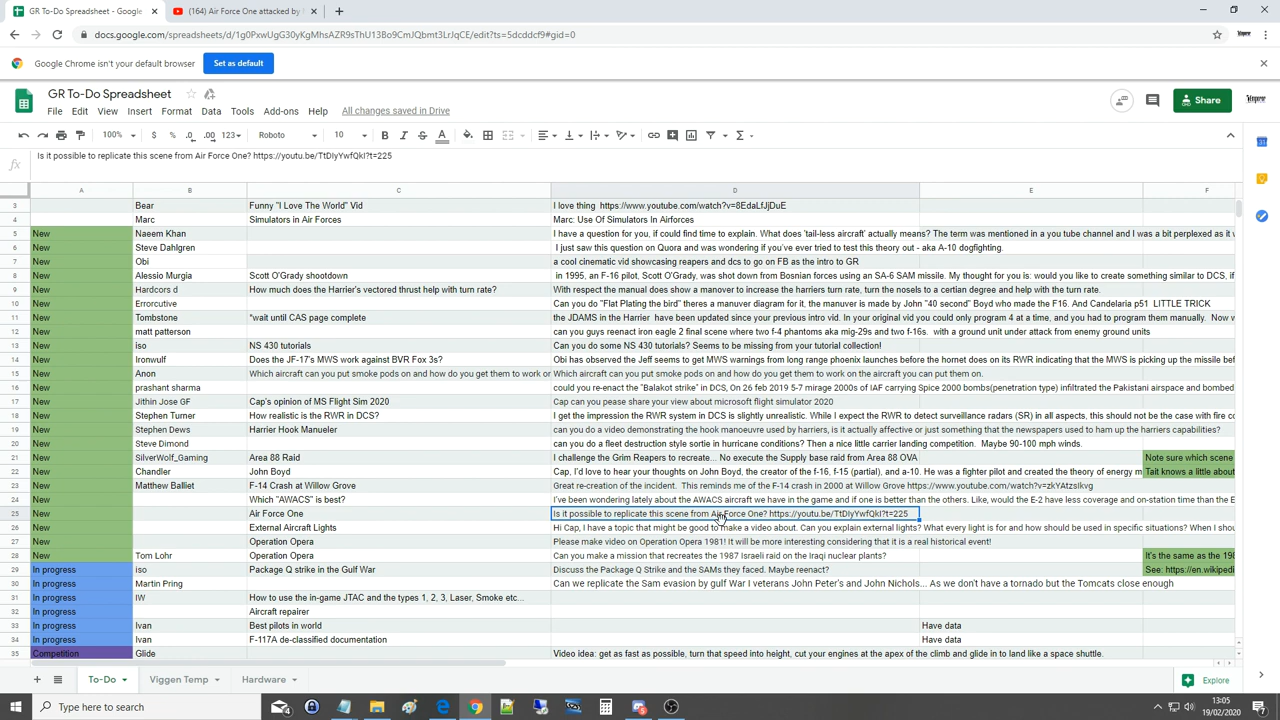 GR To-Do Spreadsheet - Google
(164) Air Force One attacked by
docs.google.com/spreadsheets/d/1g0PxwUgG30yKgMhsAZR9sThU13Bo9CmJQbmt3LrJqCE/edit?ts=5dcddcf9#gid=0
Google Chrome isn't your default browser Set as default
GR To-Do Spreadsheet
File Edit View Insert Format Data Tools Add-ons Help All changes saved in Drive
Share
100% $ % .0 .00 123 Roboto 10 B I S A
fx Is it possible to replicate this scene from Air Force One? https://youtu.be/TtDIyYwfQkI?t=225
A B C D E F
3 Bear Funny "I Love The World" Vid I love thing https://www.youtube.com/watch?v=8EdaLfJjDuE
4 Marc Simulators in Air Forces Marc: Use Of Simulators In Airforces
5 New Naeem Khan I have a question for you, if could find time to explain. What does 'tail-less aircraft' actually means? The term was mentioned in a you tube channel and I was a bit perplexed as it w
6 New Steve Dahlgren I just saw this question on Quora and was wondering if you've ever tried to test this theory out - aka A-10 dogfighting.
7 New Obi a cool cinematic vid showcasing reapers and dcs to go on FB as the intro to GR
8 New Alessio Murgia Scott O'Grady shootdown in 1995, an F-16 pilot, Scott O'Grady, was shot down from Bosnian forces using an SA-6 SAM missile. My thought for you is: would you like to create something similar to DCS, if
9 New Hardcors d How much does the Harrier's vectored thrust help with turn rate? With respect the manual does show a manover to increase the harriers turn rate, turn the nosels to a certian degree and help with the turn rate.
10 New Errorcutive Can you do "Flat Plating the bird" theres a manuver diagram for it, the manuver is made by John "40 second" Boyd who made the F16. And Candelaria p51 LITTLE TRICK
11 New Tombstone *wait until CAS page complete the JDAMS in the Harrier have been updated since your previous intro vid. In your original vid you could only program 4 at a time, and you had to program them manually. Now w
12 New matt patterson can you guys reenact iron eagle 2 final scene where two f-4 phantoms aka mig-29s and two f-16s. with a ground unit under attack from enemy ground units
13 New iso NS 430 tutorials Can you do some NS 430 tutorials? Seems to be missing from your tutorial collection!
14 New Ironwulf Does the JF-17's MWS work against BVR Fox 3s? Obi has observed the Jeff seems to get MWS warnings from long range phoenix launches before the hornet does on its RWR indicating that the MWS is picking up the missile bef
15 New Anon Which aircraft can you put smoke pods on and how do you get them to work or Which aircraft can you put smoke pods on and how do you get them to work on the aircraft you can put them on.
16 New prashant sharma could you re-enact the "Balakot strike" in DCS, On 26 feb 2019 5-7 mirage 2000s of IAF carrying Spice 2000 bombs(penetration type) infiltrated the Pakistani airspace and bombed
17 New Jithin Jose GF Cap's opinion of MS Flight Sim 2020 Cap can you pease share your view about microsoft flight simulator 2020
18 New Stephen Turner How realistic is the RWR in DCS? I get the impression the RWR system in DCS is slightly unrealistic. While I expect the RWR to detect surveillance radars (SR) in all aspects, this should not be the case with fire co
19 New Stephen Dews Harrier Hook Manueler can you do a video demonstrating the hook manoeuvre used by harriers, is it actually affective or just something that the newspapers used to ham up the harriers capabilities?
20 New Steve Dimond can you do a fleet destruction style sortie in hurricane conditions? Then a nice little carrier landing competition. Maybe 90-100 mph winds.
21 New SilverWolf_Gaming Area 88 Raid I challenge the Grim Reapers to recreate... No execute the Supply base raid from Area 88 OVA Note sure which scene
22 New Chandler John Boyd Cap, I'd love to hear your thoughts on John Boyd, the creator of the f-16, f-15 (partial), and a-10. He was a fighter pilot and created the theory of energy m Tait knows a little about
23 New Matthew Balliet F-14 Crash at Willow Grove Great re-creation of the incident. This reminds me of the F-14 crash in 2000 at Willow Grove https://www.youtube.com/watch?v=zkYAtzsIkvg
24 New Which "AWACS" is best? I've been wondering lately about the AWACS aircraft we have in the game and if one is better than the others. Like, would the E-2 have less coverage and on-station time than the E
25 New Air Force One Is it possible to replicate this scene from Air Force One? https://youtu.be/TtDIyYwfQkI?t=225
26 New External Aircraft Lights Hi Cap, I have a topic that might be good to make a video about. Can you explain external lights? What every light is for and how should be used in specific situations? When I shou
27 New Operation Opera Please make video on Operation Opera 1981! It will be more interesting considering that it is a real historical event!
28 New Tom Lohr Operation Opera Can you make a mission that recreates the 1987 Israeli raid on the Iraqi nuclear plants? It's the same as the 198
29 In progress iso Package Q strike in the Gulf War Discuss the Package Q Strike and the SAMs they faced. Maybe reenact? See: https://en.wikipedi
30 In progress Martin Pring Can we replicate the Sam evasion by gulf War I veterans John Peter's and John Nichols... As we don't have a tornado but the Tomcats close enough
31 In progress IW How to use the in-game JTAC and the types 1, 2, 3, Laser, Smoke etc...
32 In progress Aircraft repairer
33 In progress Ivan Best pilots in world Have data
34 In progress Ivan F-117A de-classified documentation Have data
35 Competition Glide Video idea: get as fast as possible, turn that speed into height, cut your engines at the apex of the climb and glide in to land like a space shuttle.
To-Do Viggen Temp Hardware Explore
Type here to search
13:05
19/02/2020